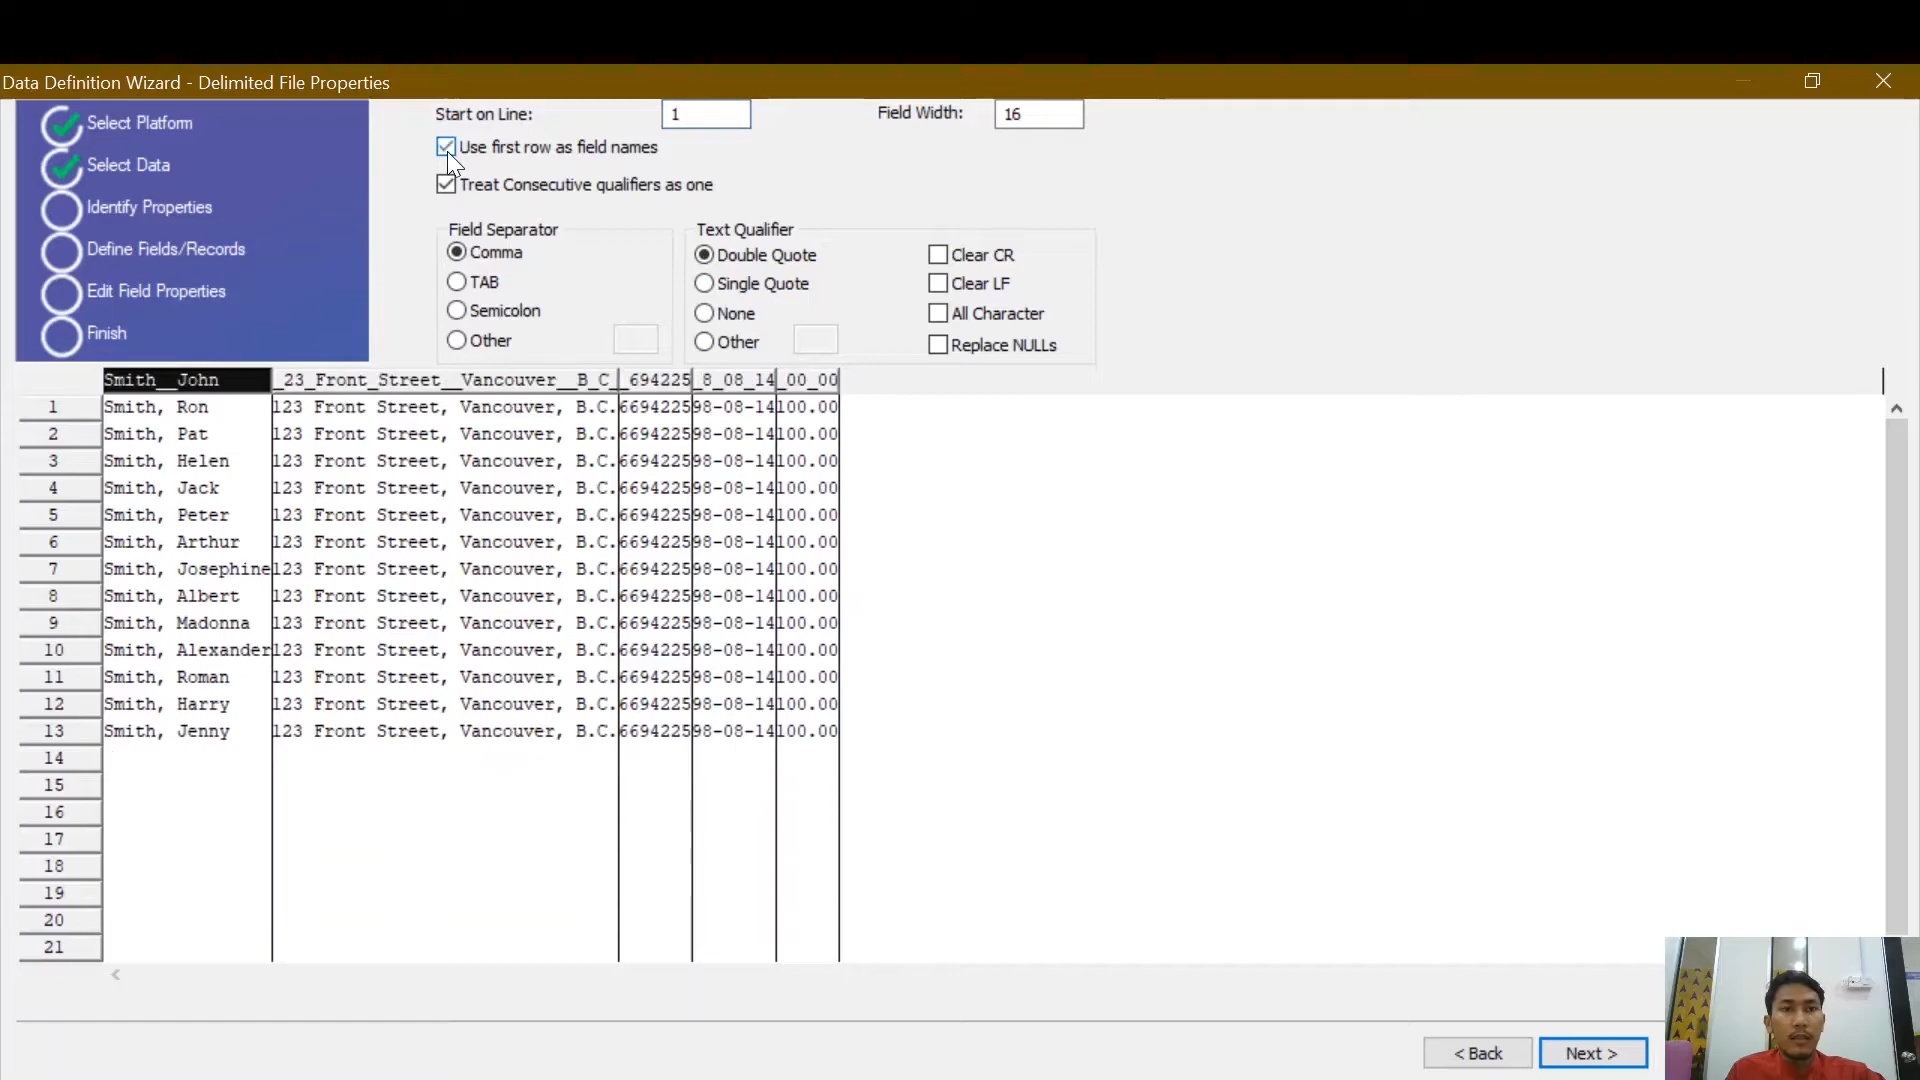 Data Definition Wizard - Delimited File Properties
Select Platform
Select Data
Identify Properties
Define Fields/Records
Edit Field Properties
Finish
Start on Line: 1
Field Width: 16
Use first row as field names
Treat Consecutive qualifiers as one
Field Separator
Comma
TAB
Semicolon
Other
Text Qualifier
Double Quote
Single Quote
None
Other
Clear CR
Clear LF
All Character
Replace NULLs
Smith__John _23_Front_Street__Vancouver__B_C_ _694225 _8_08_14 _00_00
1 Smith, Ron 123 Front Street, Vancouver, B.C. 6694225 98-08-14 100.00
2 Smith, Pat 123 Front Street, Vancouver, B.C. 6694225 98-08-14 100.00
3 Smith, Helen 123 Front Street, Vancouver, B.C. 6694225 98-08-14 100.00
4 Smith, Jack 123 Front Street, Vancouver, B.C. 6694225 98-08-14 100.00
5 Smith, Peter 123 Front Street, Vancouver, B.C. 6694225 98-08-14 100.00
6 Smith, Arthur 123 Front Street, Vancouver, B.C. 6694225 98-08-14 100.00
7 Smith, Josephine 123 Front Street, Vancouver, B.C. 6694225 98-08-14 100.00
8 Smith, Albert 123 Front Street, Vancouver, B.C. 6694225 98-08-14 100.00
9 Smith, Madonna 123 Front Street, Vancouver, B.C. 6694225 98-08-14 100.00
10 Smith, Alexander 123 Front Street, Vancouver, B.C. 6694225 98-08-14 100.00
11 Smith, Roman 123 Front Street, Vancouver, B.C. 6694225 98-08-14 100.00
12 Smith, Harry 123 Front Street, Vancouver, B.C. 6694225 98-08-14 100.00
13 Smith, Jenny 123 Front Street, Vancouver, B.C. 6694225 98-08-14 100.00
14
15
16
17
18
19
20
21
< Back
Next >